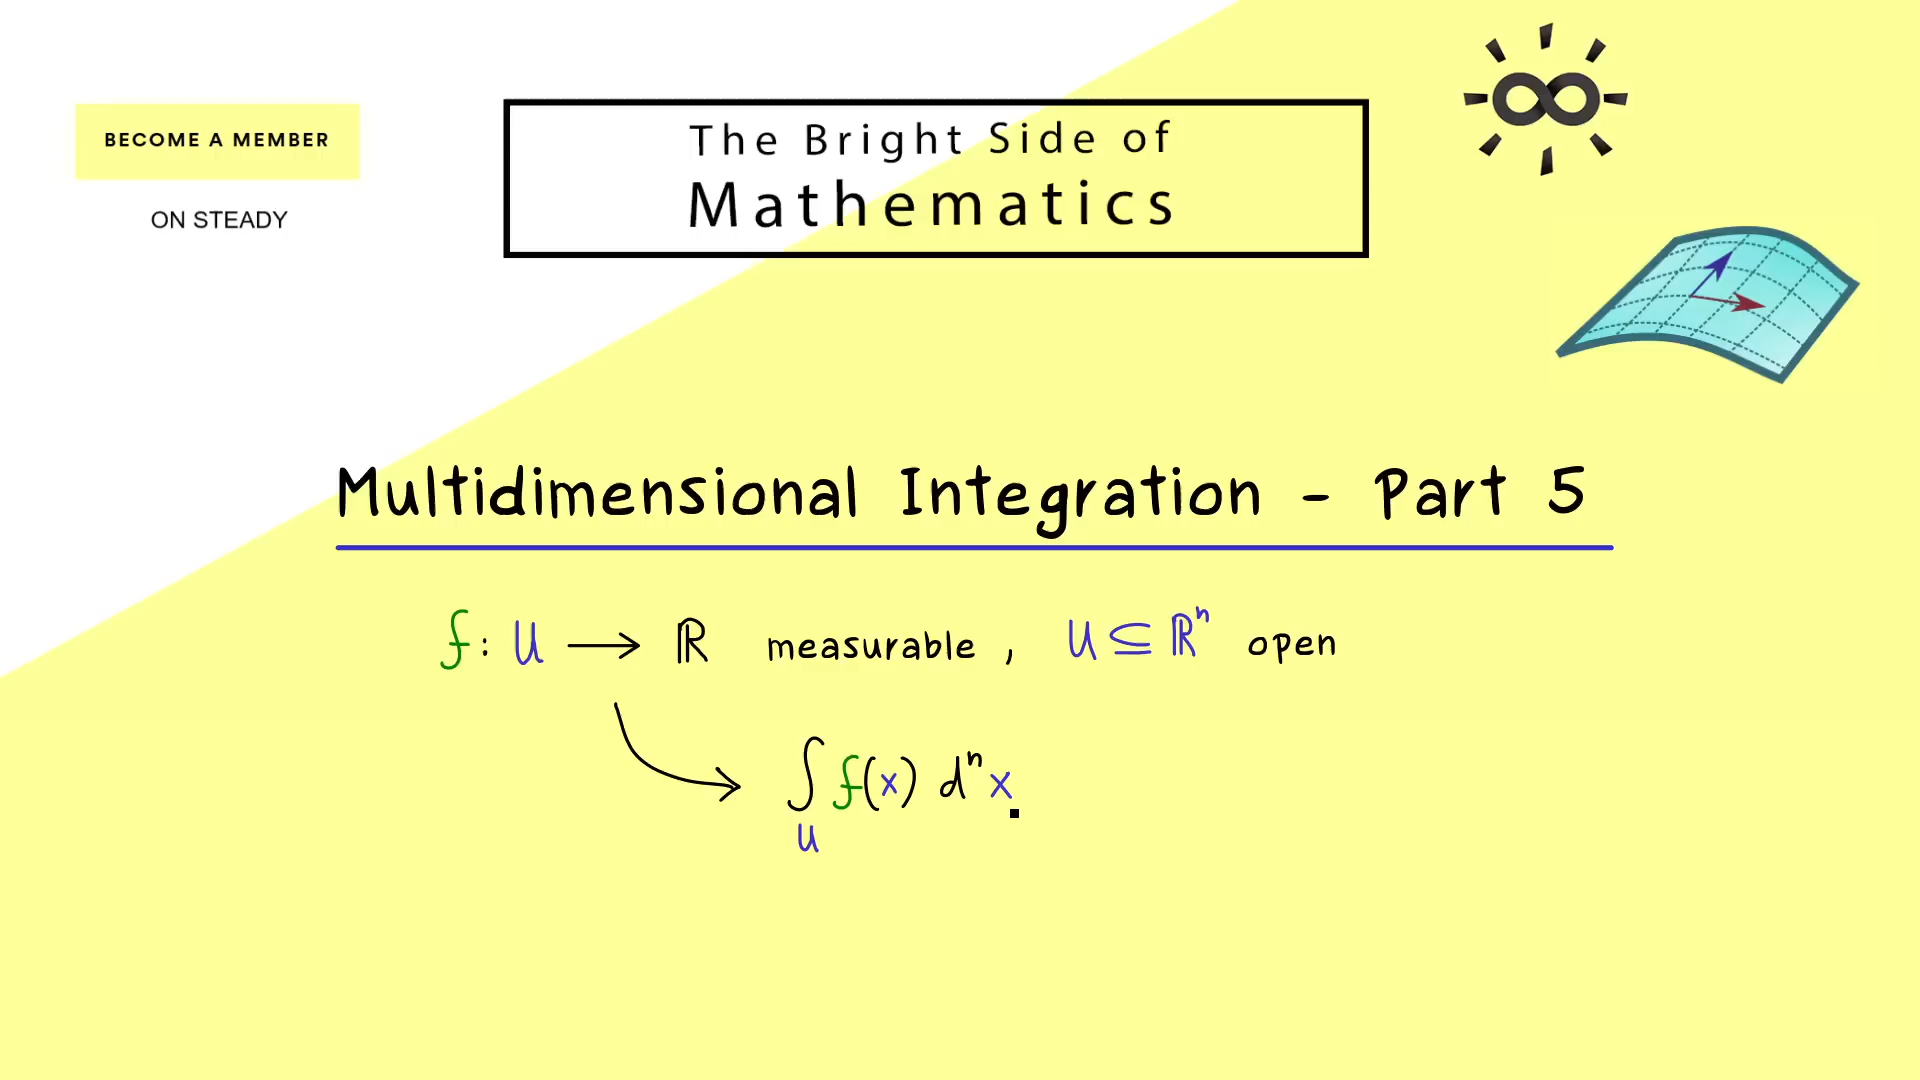 BECOME A MEMBER
ON STEADY
The Bright Side of
Mathematics
Multidimensional Integration - Part 5
f: U ⟶ ℝ measurable, U ⊆ ℝⁿ open
∫_U f(x) dⁿx